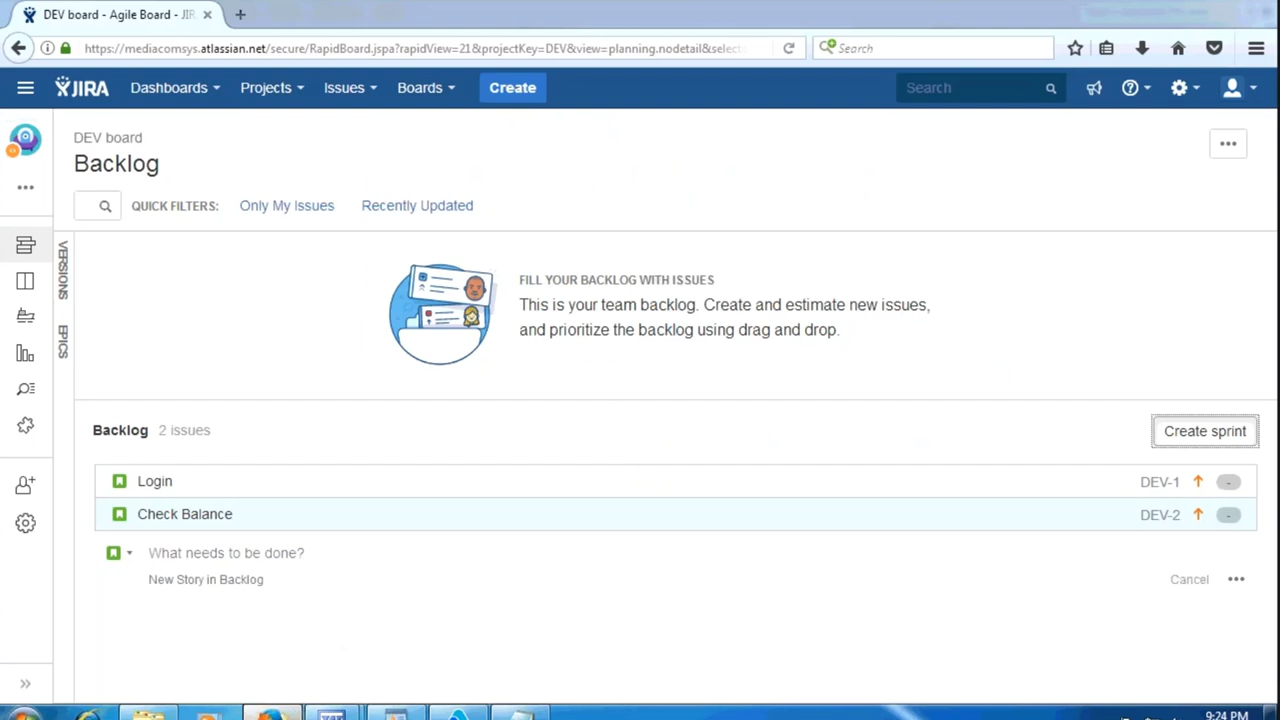 DEV board - Agile Board - JIR
https://mediacomsys.atlassian.net/secure/RapidBoard.jspa?rapidView=21&projectKey=DEV&view=planning.nodetail&select
Search
JIRA Dashboards Projects Issues Boards Create Search
DEV board
Backlog
QUICK FILTERS: Only My Issues Recently Updated
VERSIONS
EPICS
FILL YOUR BACKLOG WITH ISSUES
This is your team backlog. Create and estimate new issues,
and prioritize the backlog using drag and drop.
Backlog 2 issues Create sprint
Login DEV-1 -
Check Balance DEV-2 -
What needs to be done?
New Story in Backlog Cancel
9:24 PM